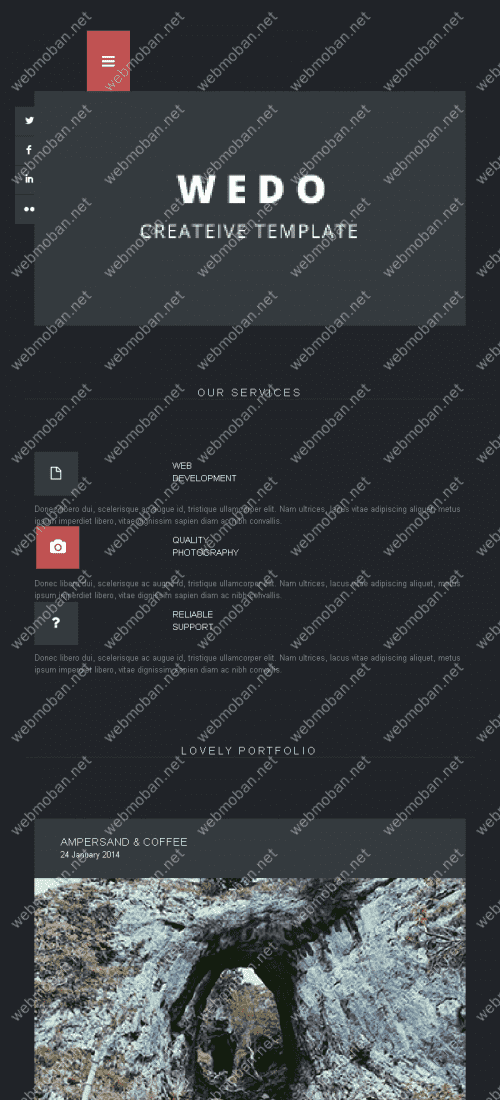 WEDO
CREATEIVE TEMPLATE
OUR SERVICES
WEB
DEVELOPMENT
Donec libero dui, scelerisque ac augue id, tristique ullamcorper elit. Nam ultrices, lacus vitae adipiscing aliquet, metus
ipsum imperdiet libero, vitae dignissim sapien diam ac nibh convallis.
QUALITY
PHOTOGRAPHY
Donec libero dui, scelerisque ac augue id, tristique ullamcorper elit. Nam ultrices, lacus vitae adipiscing aliquet, metus
ipsum imperdiet libero, vitae dignissim sapien diam ac nibh convallis.
RELIABLE
SUPPORT
Donec libero dui, scelerisque ac augue id, tristique ullamcorper elit. Nam ultrices, lacus vitae adipiscing aliquet, metus
ipsum imperdiet libero, vitae dignissim sapien diam ac nibh convallis.
LOVELY PORTFOLIO
AMPERSAND & COFFEE
24 January 2014
webmoban.net